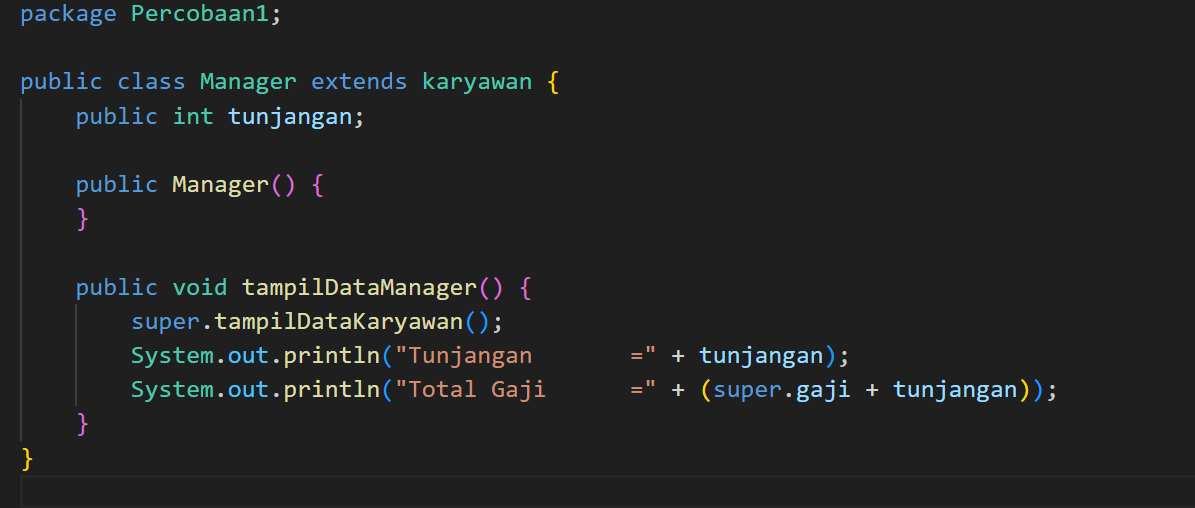 package Percobaan1;
public class Manager extends karyawan {
    public int tunjangan;
    public Manager() {
    }
    public void tampilDataManager() {
        super.tampilDataKaryawan();
        System.out.println("Tunjangan       =" + tunjangan);
        System.out.println("Total Gaji      =" + (super.gaji + tunjangan));
    }
}